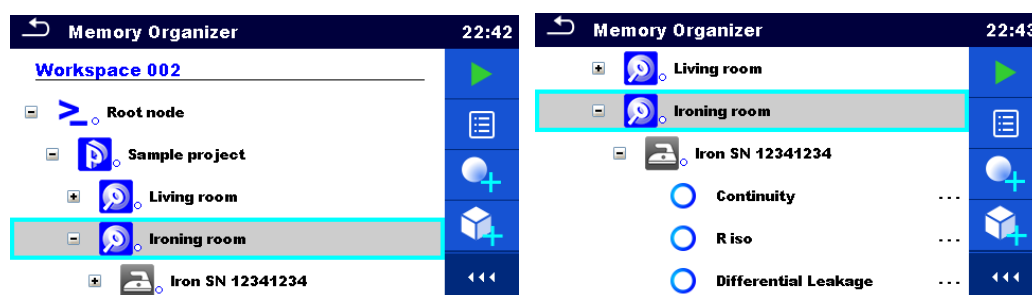 Memory Organizer 22:42
Workspace 002
Root node
Sample project
Living room
Ironing room
Iron SN 12341234
Memory Organizer 22:43
Living room
Ironing room
Iron SN 12341234
Continuity ...
R iso ...
Differential Leakage ...